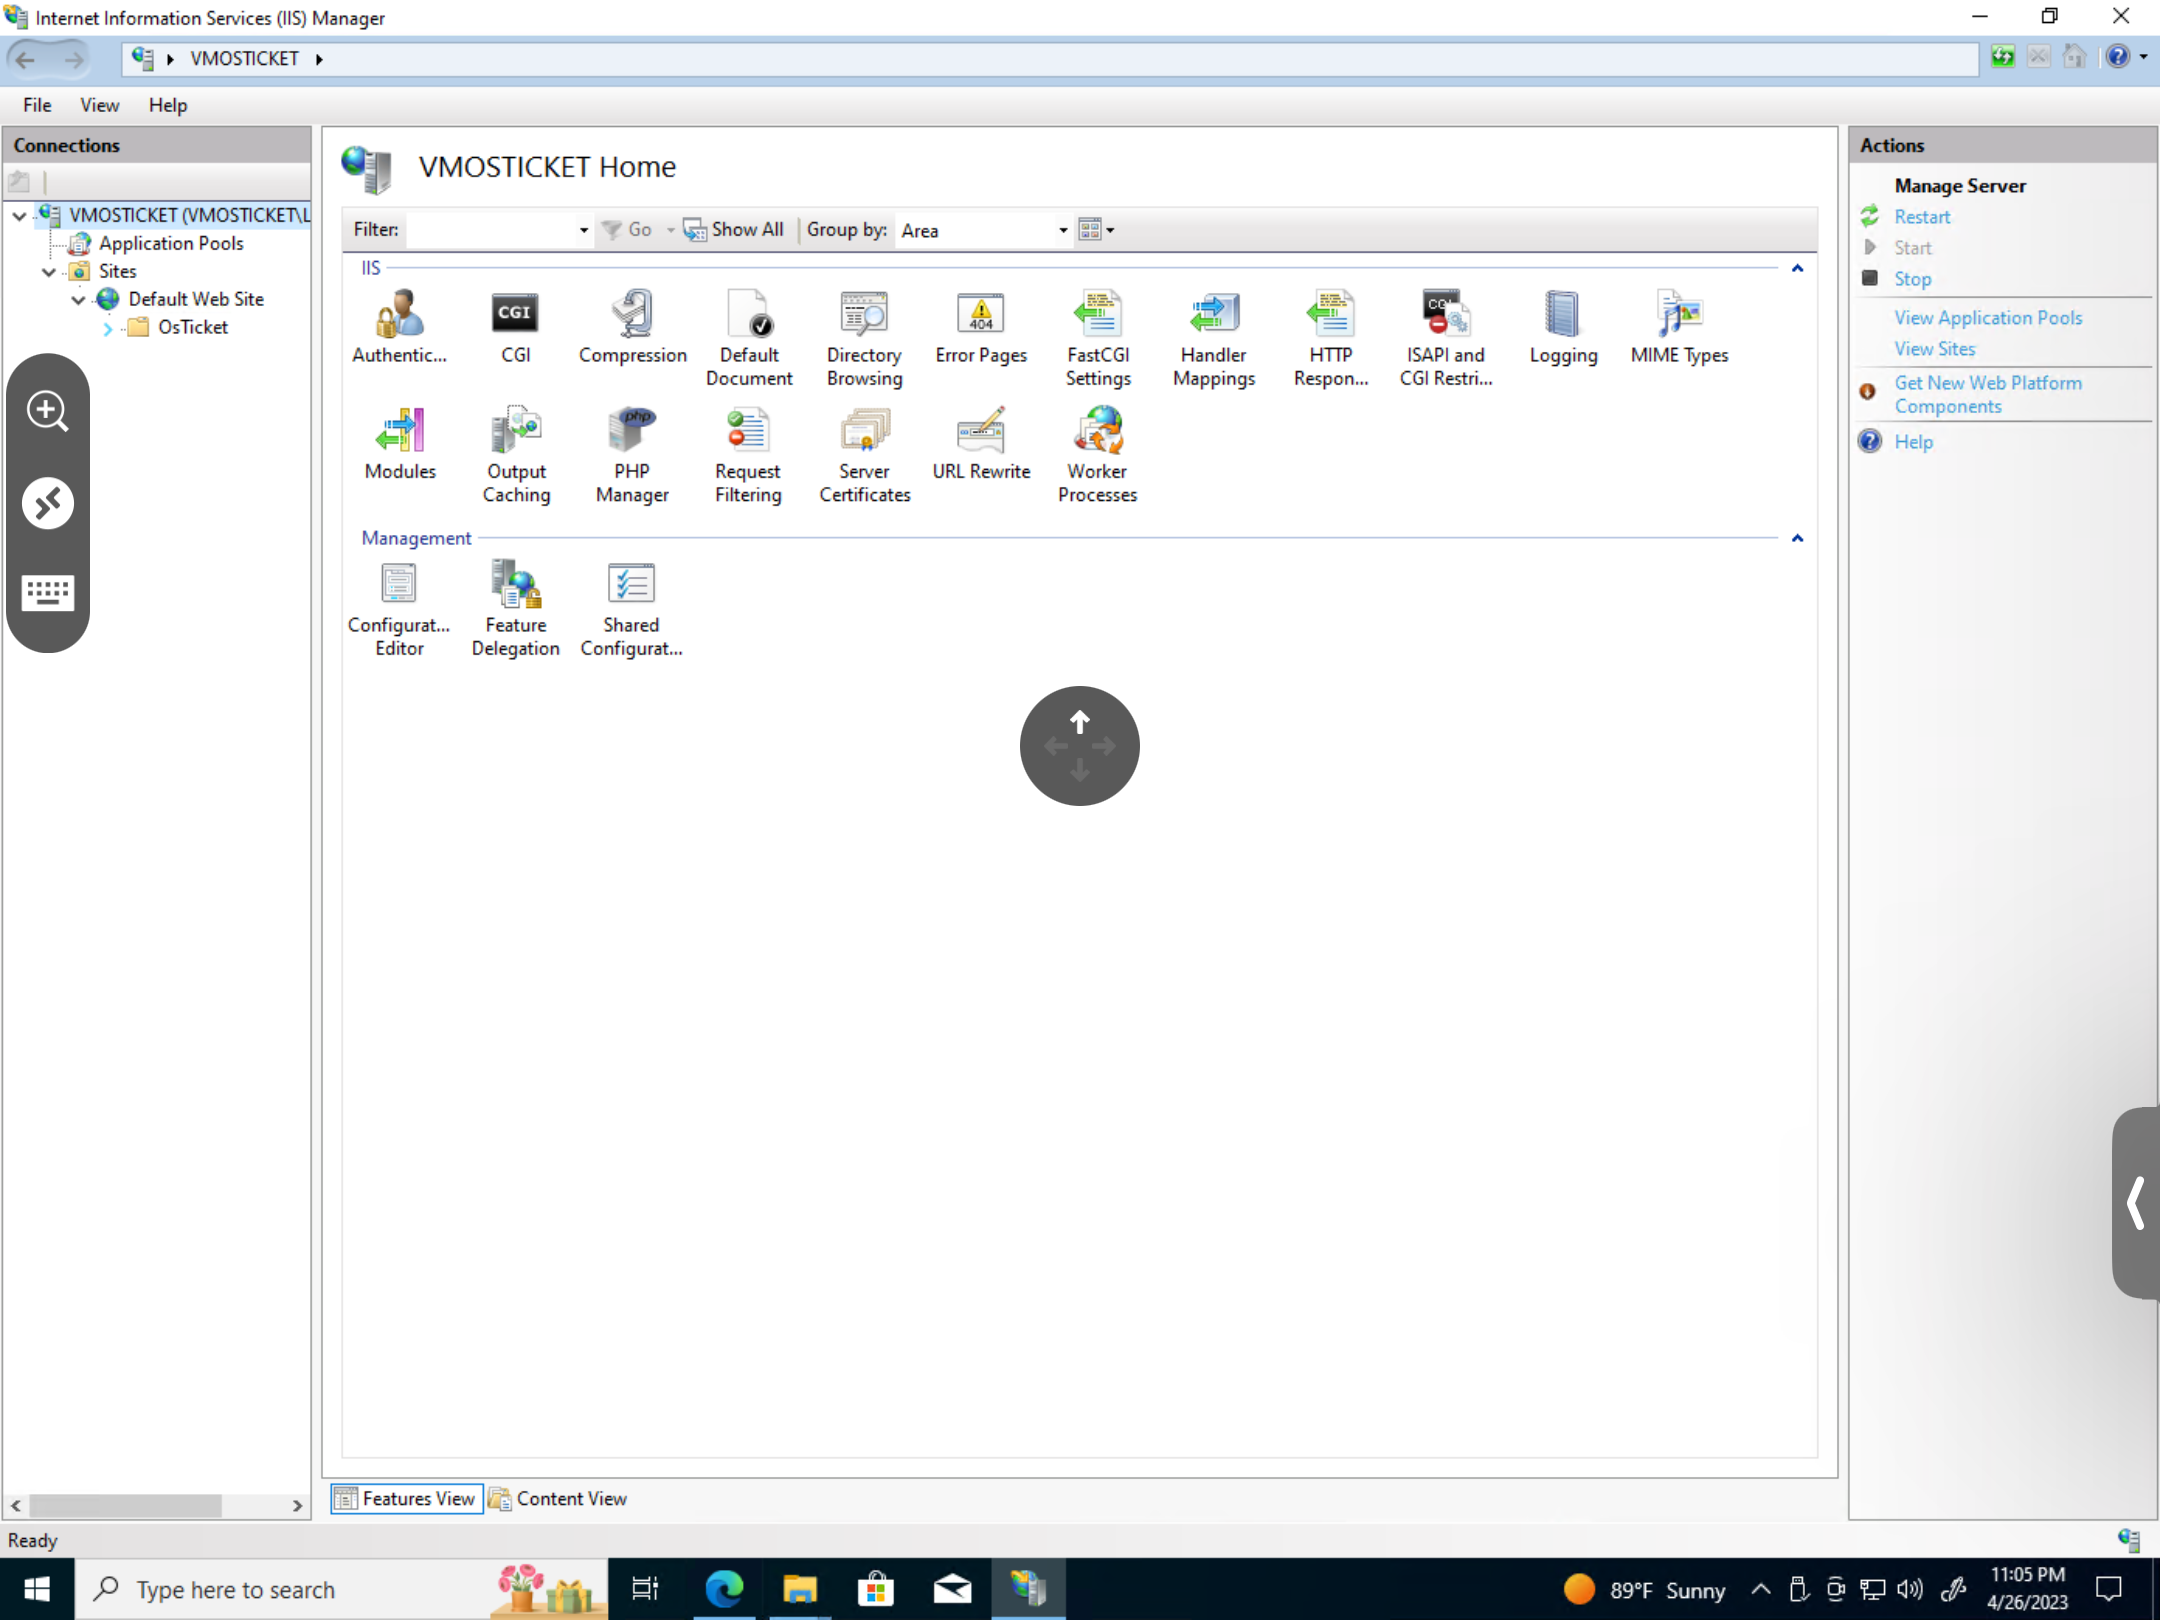 Internet Information Services (IIS) Manager
VMOSTICKET
File View Help
Connections
VMOSTICKET (VMOSTICKET\L
Application Pools
Sites
Default Web Site
OsTicket
VMOSTICKET Home
Filter: Go Show All Group by: Area
IIS
Authentic...
CGI
Compression
Default Document
Directory Browsing
Error Pages
FastCGI Settings
Handler Mappings
HTTP Respon...
ISAPI and CGI Restri...
Logging
MIME Types
Modules
Output Caching
PHP Manager
Request Filtering
Server Certificates
URL Rewrite
Worker Processes
Management
Configurat... Editor
Feature Delegation
Shared Configurat...
Features View
Content View
Actions
Manage Server
Restart
Start
Stop
View Application Pools
View Sites
Get New Web Platform
Components
Help
Ready
Type here to search
89°F Sunny
11:05 PM
4/26/2023